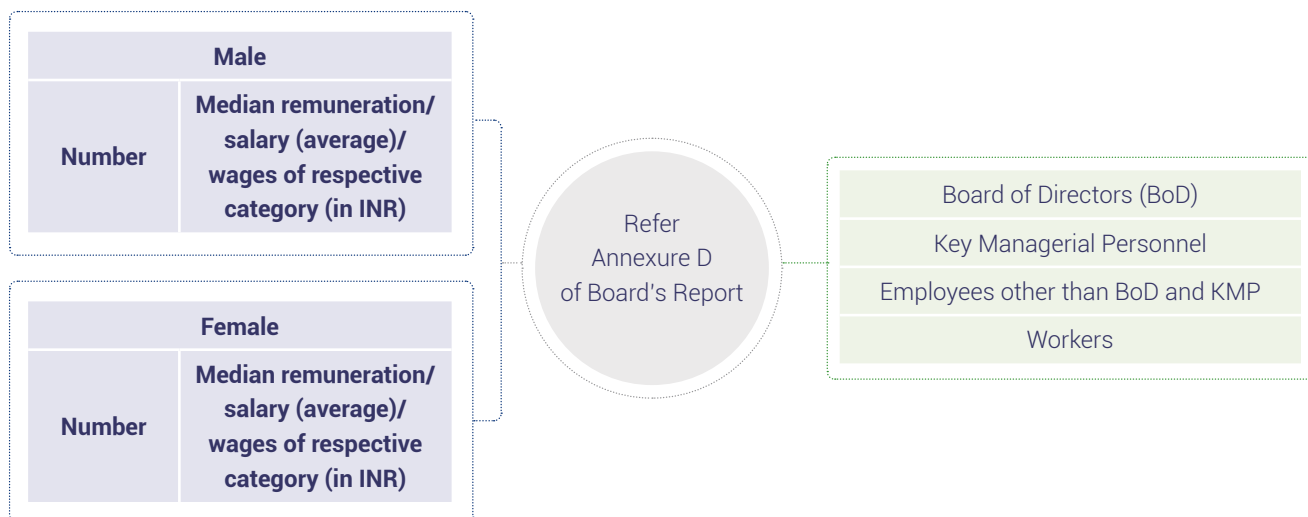 Male
Number
Median remuneration/
salary (average)/
wages of respective
category (in INR)
Female
Number
Median remuneration/
salary (average)/
wages of respective
category (in INR)
Refer
Annexure D
of Board's Report
Board of Directors (BoD)
Key Managerial Personnel
Employees other than BoD and KMP
Workers